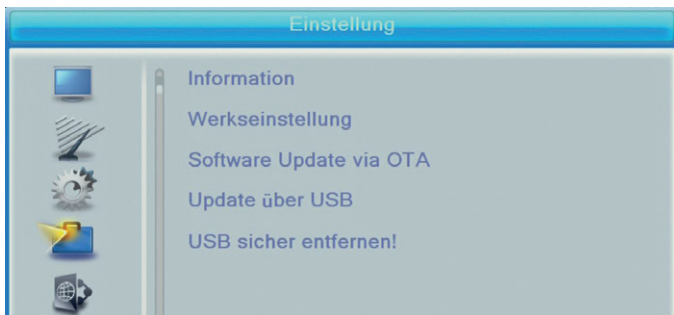 Einstellung
Information
Werkseinstellung
Software Update via OTA
Update über USB
USB sicher entfernen!